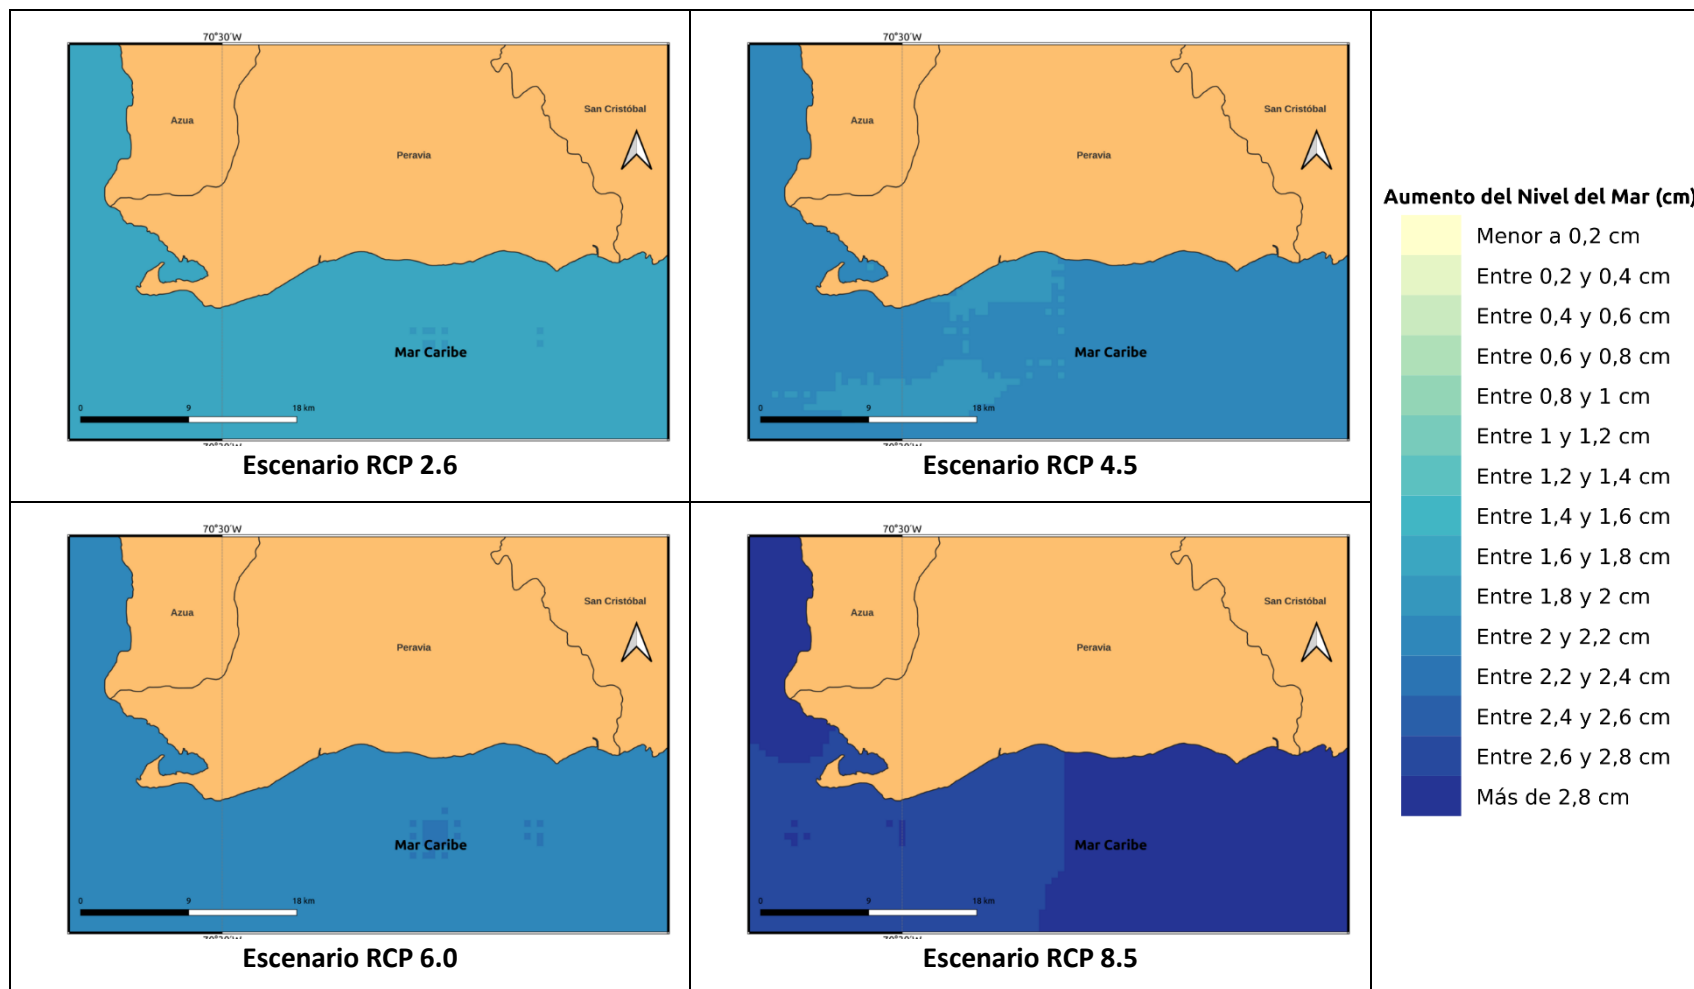 70°30'W
Azua
San Cristóbal
Peravia
Mar Caribe
0 9 18 km
70°30'W
Escenario RCP 2.6
70°30'W
Azua
San Cristóbal
Peravia
Mar Caribe
0 9 18 km
70°30'W
Escenario RCP 4.5
70°30'W
Azua
San Cristóbal
Peravia
Mar Caribe
0 9 18 km
70°30'W
Escenario RCP 6.0
70°30'W
Azua
San Cristóbal
Peravia
Mar Caribe
0 9 18 km
70°30'W
Escenario RCP 8.5
Aumento del Nivel del Mar (cm)
Menor a 0,2 cm
Entre 0,2 y 0,4 cm
Entre 0,4 y 0,6 cm
Entre 0,6 y 0,8 cm
Entre 0,8 y 1 cm
Entre 1 y 1,2 cm
Entre 1,2 y 1,4 cm
Entre 1,4 y 1,6 cm
Entre 1,6 y 1,8 cm
Entre 1,8 y 2 cm
Entre 2 y 2,2 cm
Entre 2,2 y 2,4 cm
Entre 2,4 y 2,6 cm
Entre 2,6 y 2,8 cm
Más de 2,8 cm